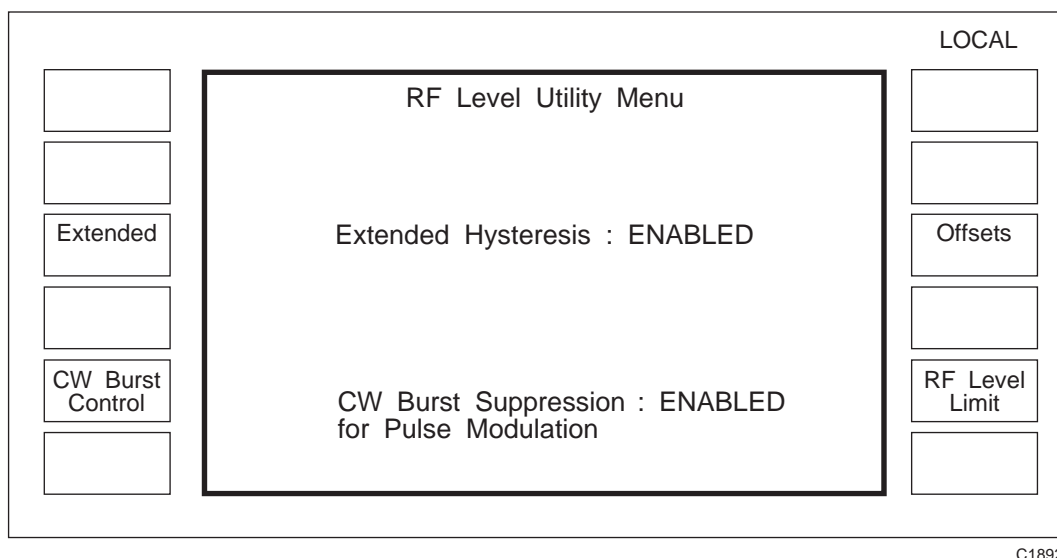 LOCAL
RF Level Utility Menu
Extended
Extended Hysteresis : ENABLED
Offsets
CW Burst
Control
CW Burst Suppression : ENABLED
for Pulse Modulation
RF Level
Limit